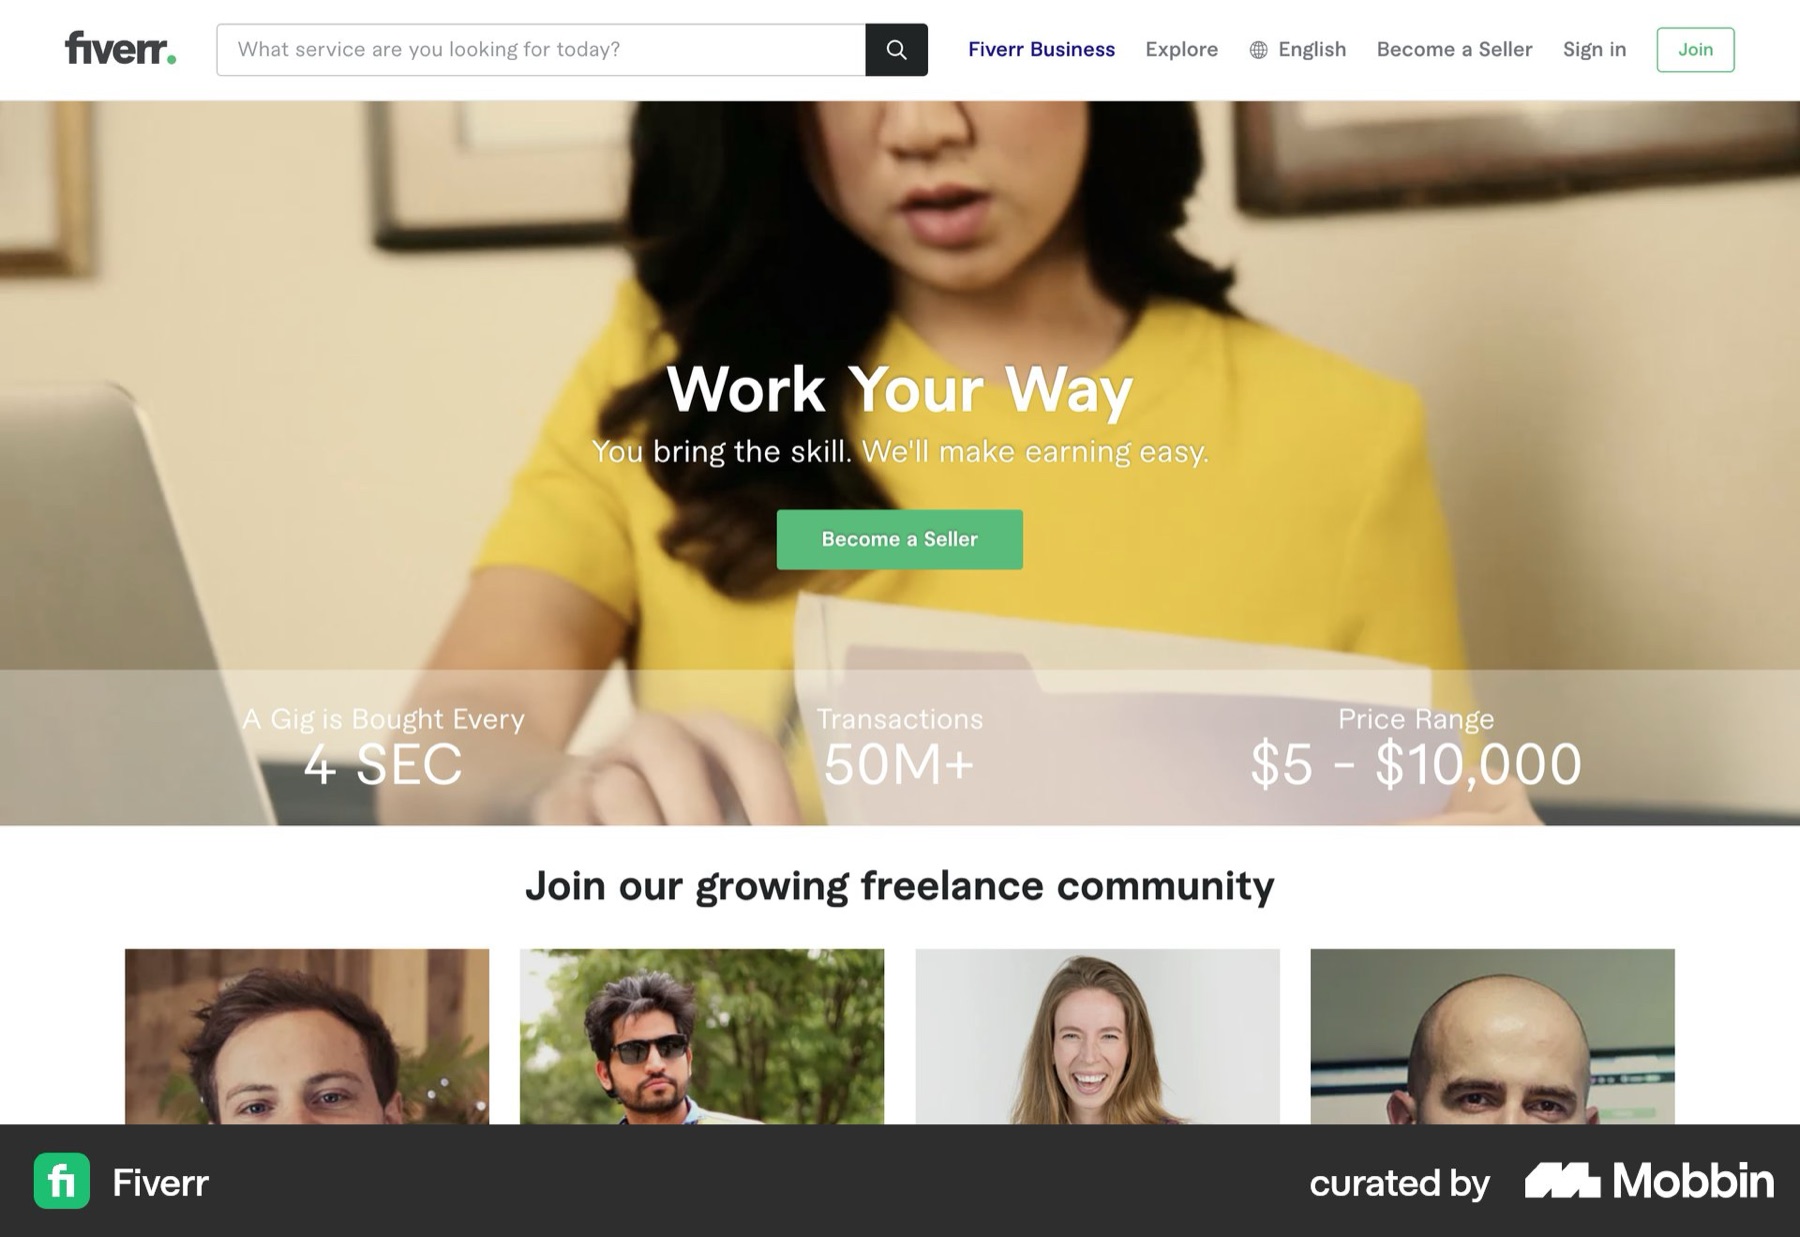 fiverr.
What service are you looking for today?
Fiverr Business
Explore
English
Become a Seller
Sign in
Join
Work Your Way
You bring the skill. We'll make earning easy.
Become a Seller
A Gig is Bought Every
4 SEC
Transactions
50M+
Price Range
$5 - $10,000
Join our growing freelance community
fi
Fiverr
curated by
Mobbin